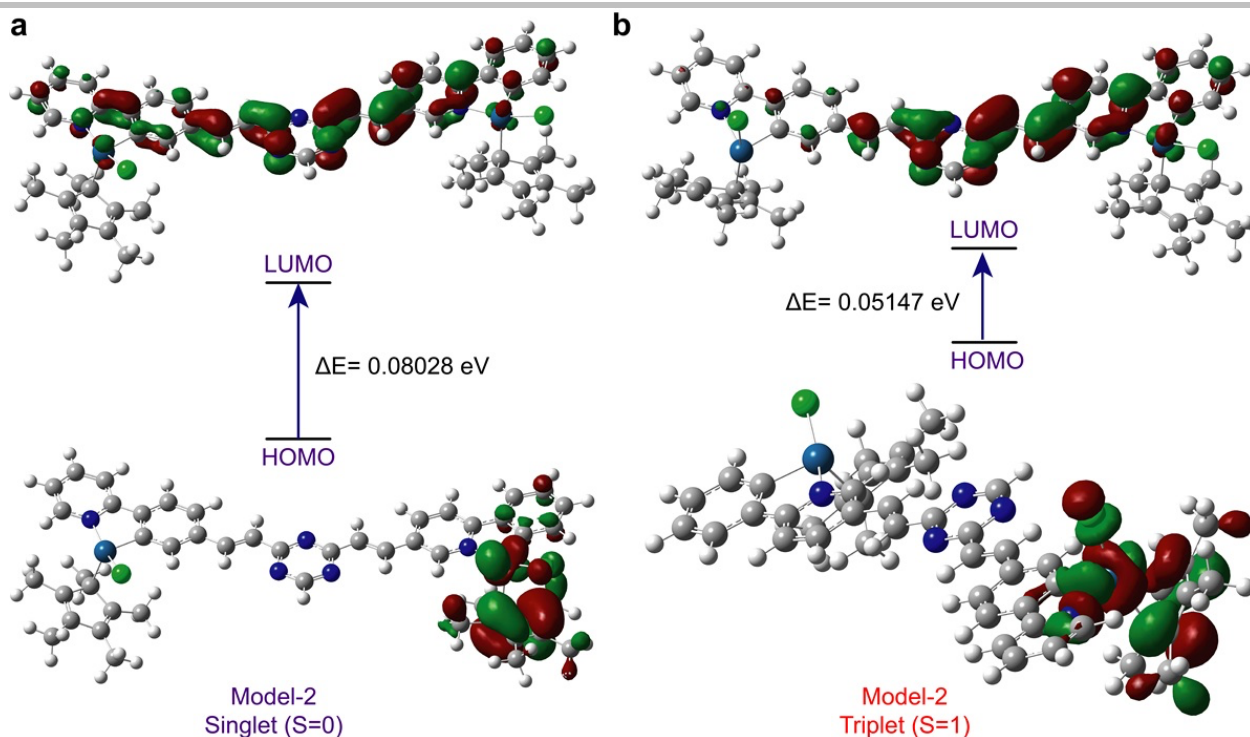 a
LUMO
ΔE= 0.08028 eV
HOMO
Model-2
Singlet (S=0)
b
LUMO
ΔE= 0.05147 eV
HOMO
Model-2
Triplet (S=1)